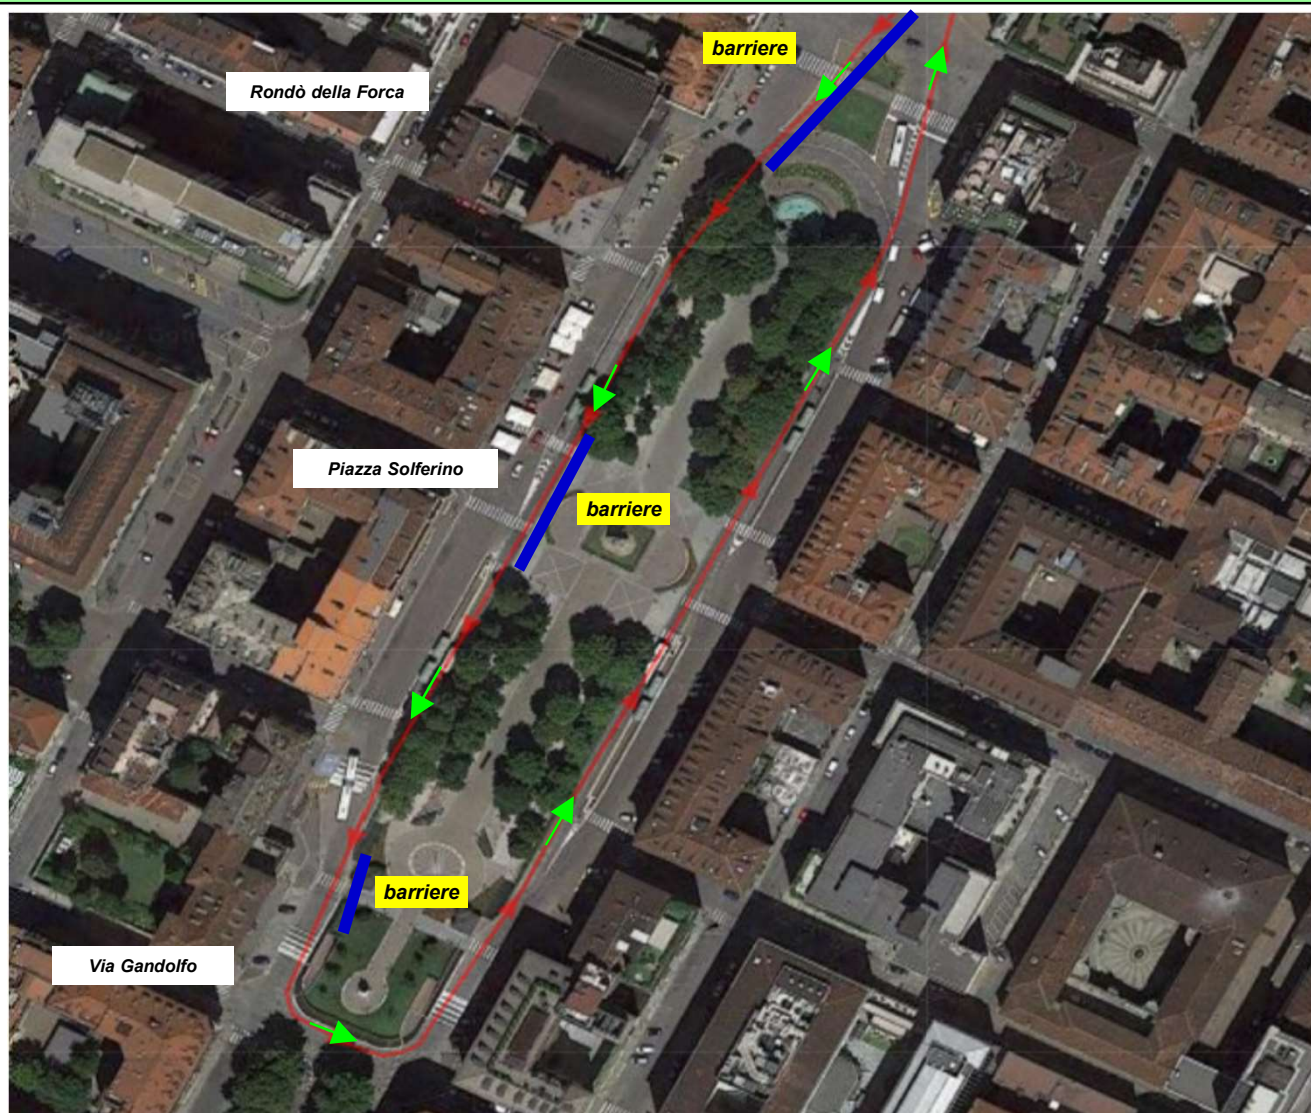 barriere
Rondò della Forca
Piazza Solferino
barriere
barriere
Via Gandolfo